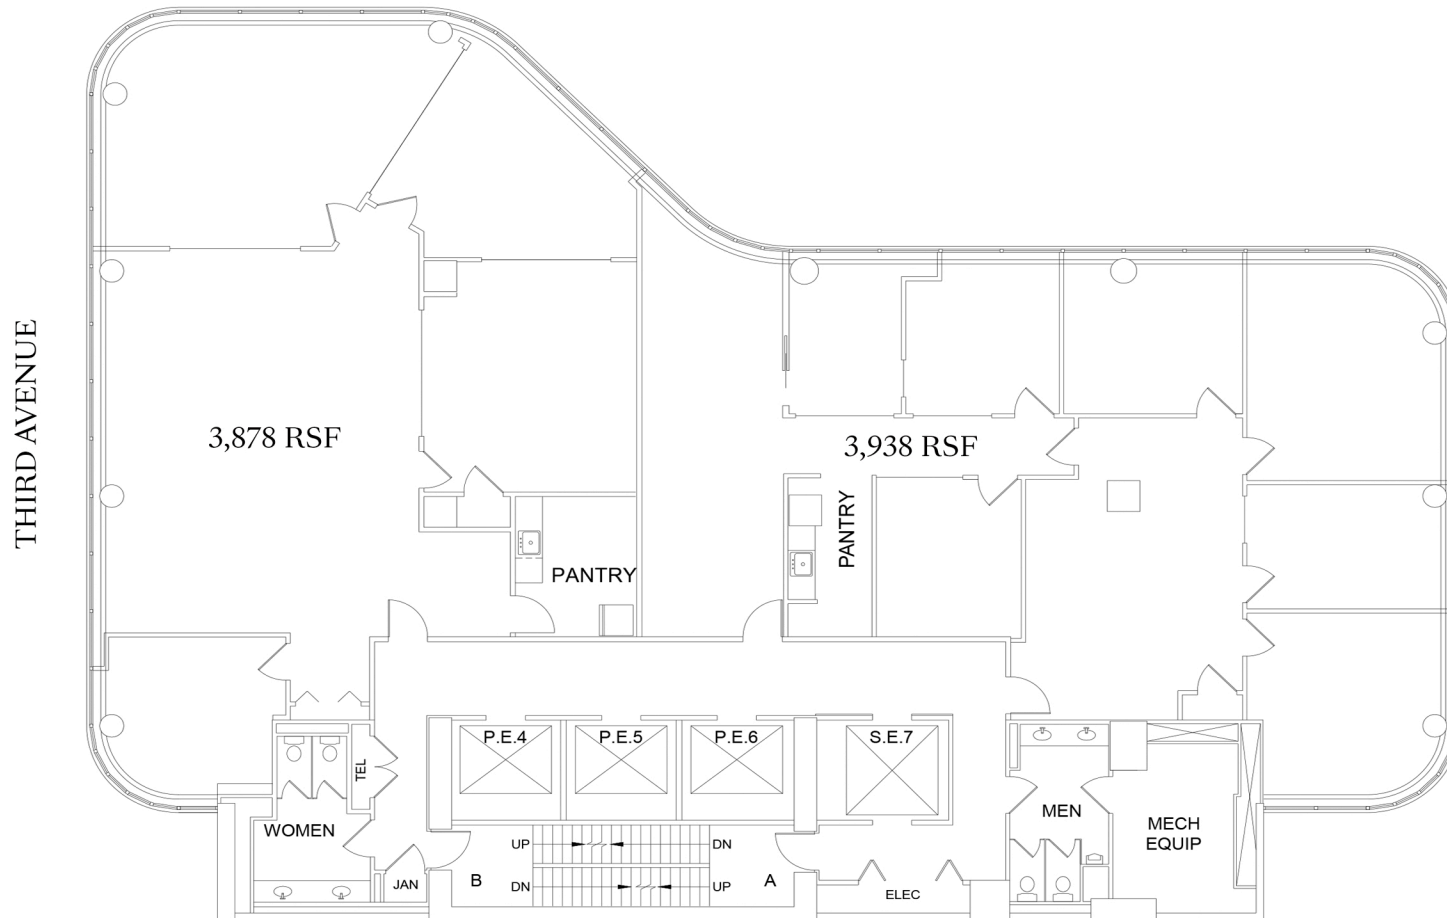 THIRD AVENUE
3,878 RSF
3,938 RSF
PANTRY
PANTRY
P.E.4
P.E.5
P.E.6
S.E.7
TEL
WOMEN
MEN
MECH
EQUIP
UP
DN
B
A
DN
UP
JAN
ELEC